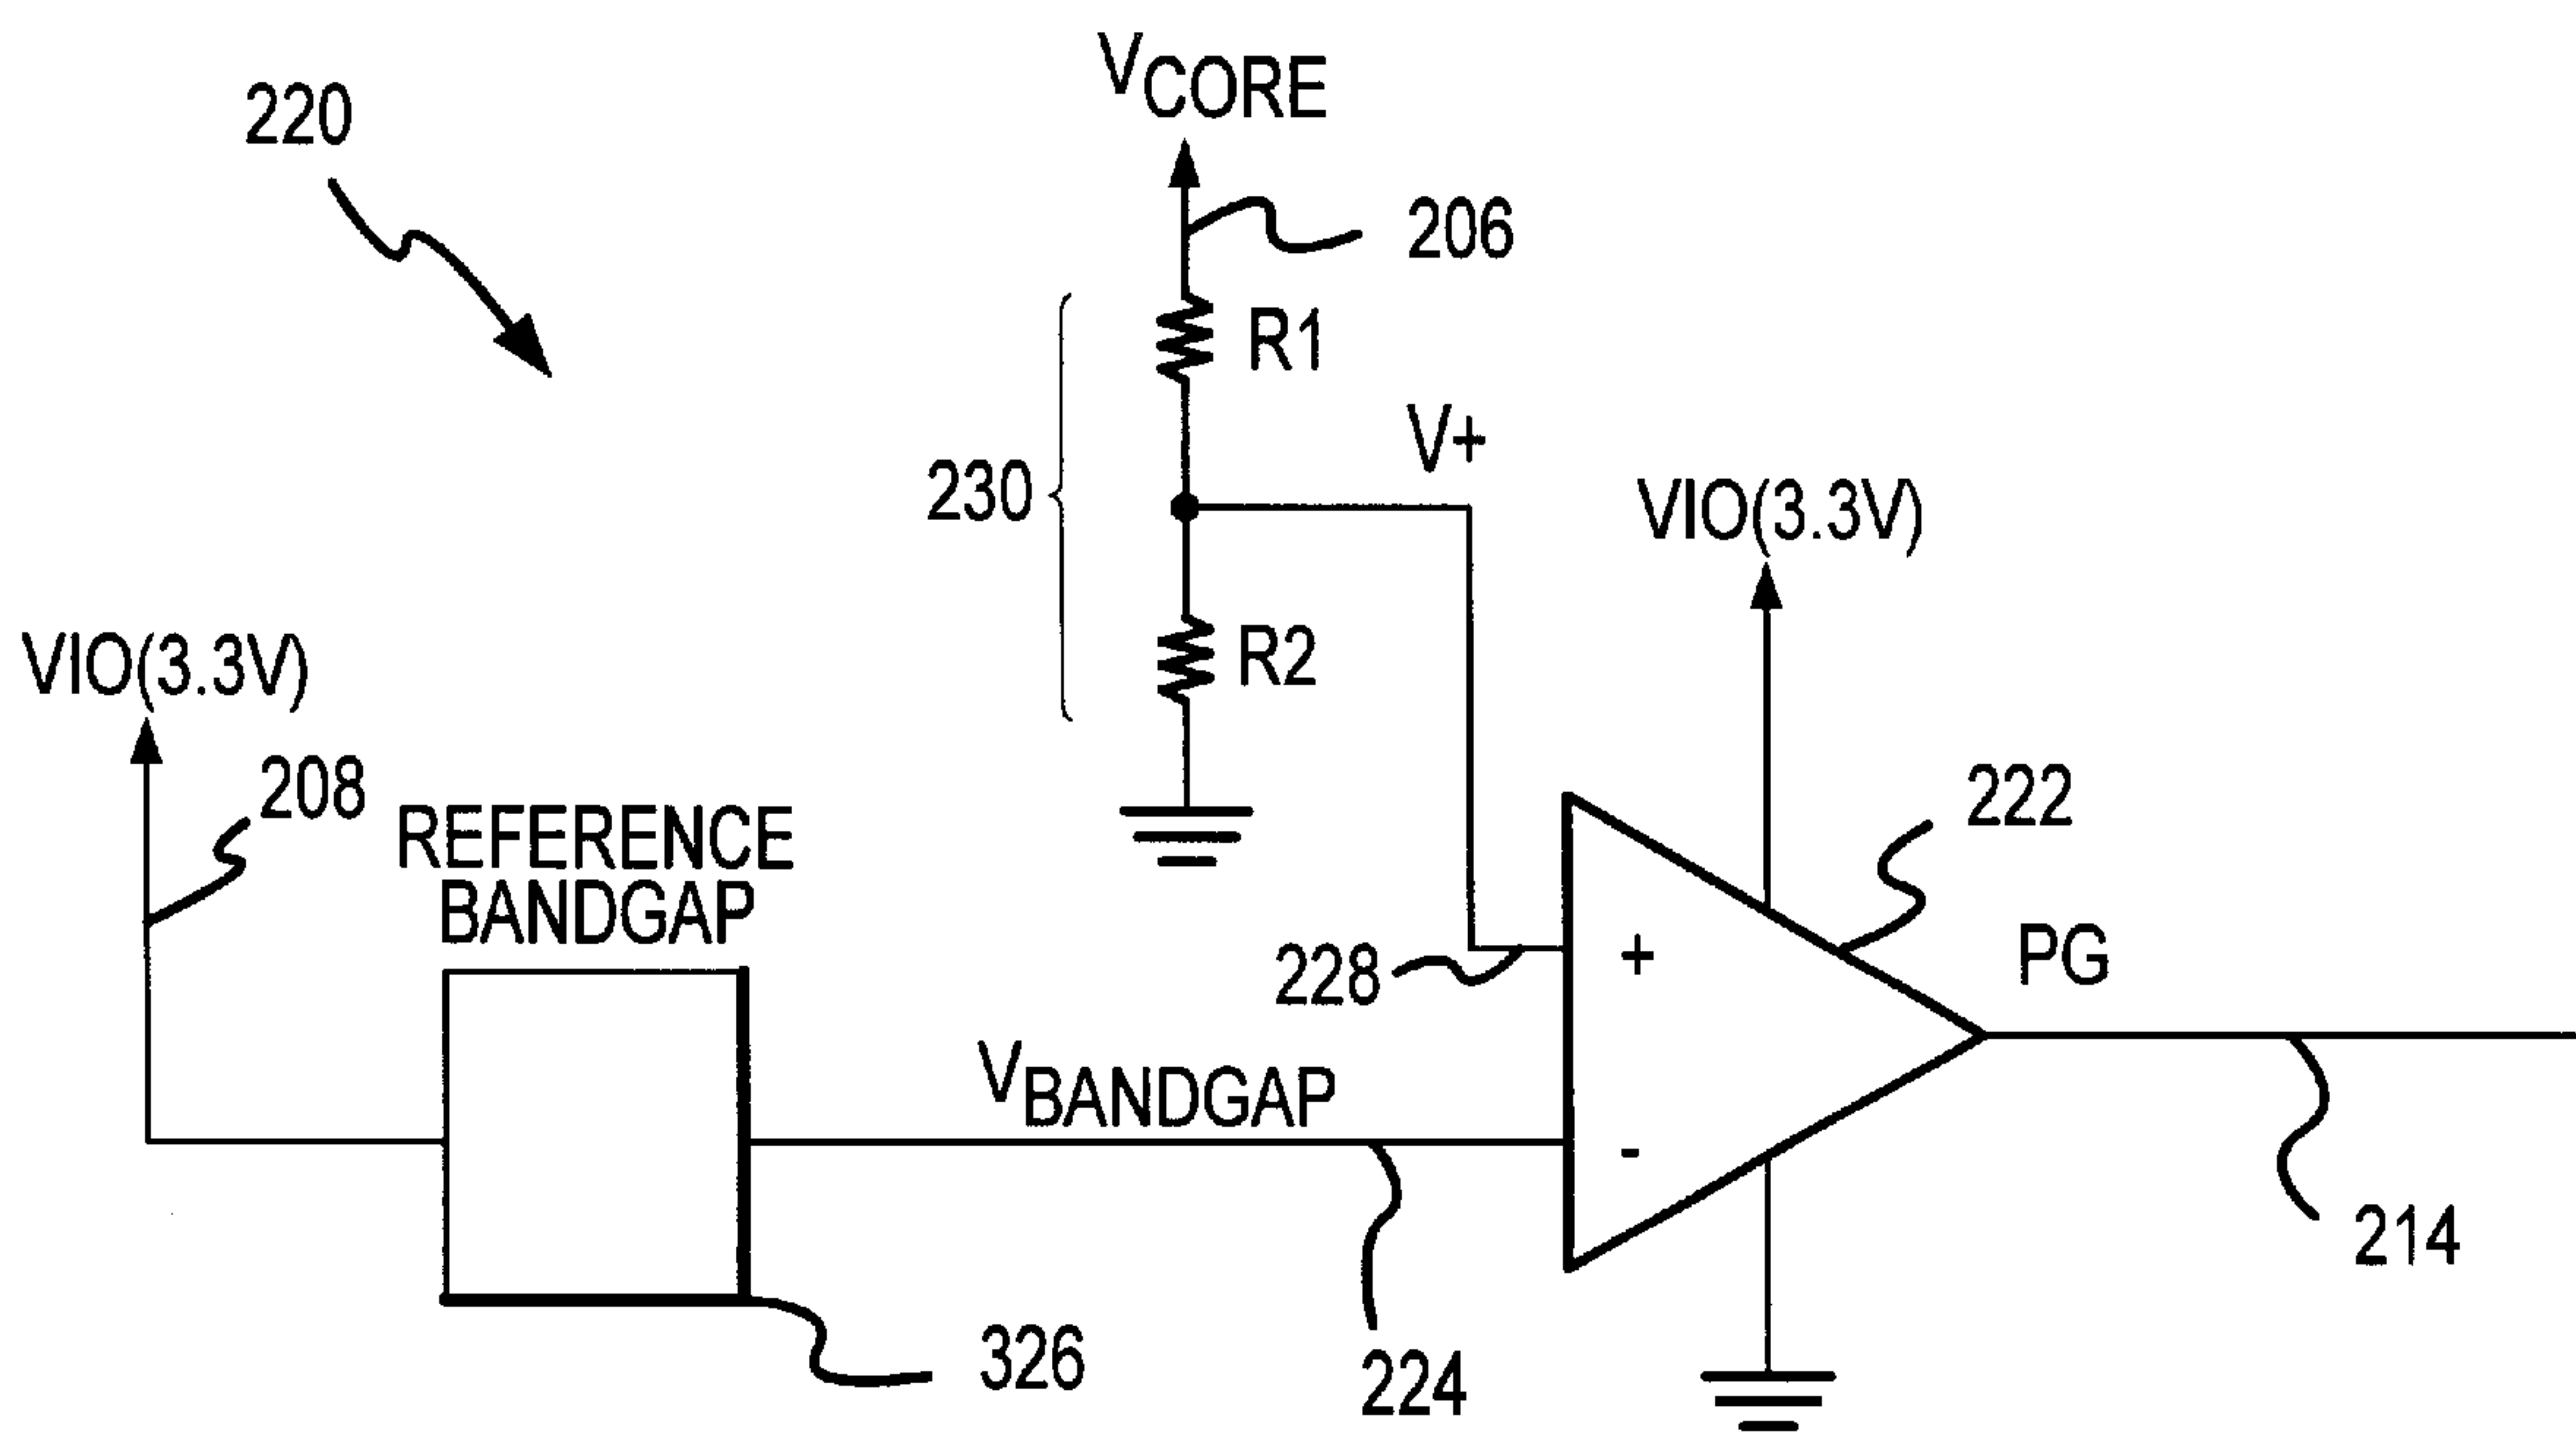 220
VCORE
206
R1
V+
230
VIO(3.3V)
R2
VIO(3.3V)
208
REFERENCE
BANDGAP
222
+
PG
228
VBANDGAP
-
214
326
224